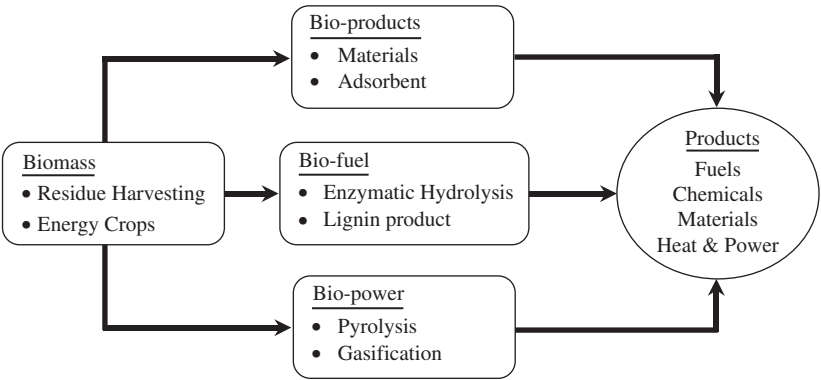 Biomass
• Residue Harvesting
• Energy Crops
Bio-products
• Materials
• Adsorbent
Bio-fuel
• Enzymatic Hydrolysis
• Lignin product
Bio-power
• Pyrolysis
• Gasification
Products
Fuels
Chemicals
Materials
Heat & Power